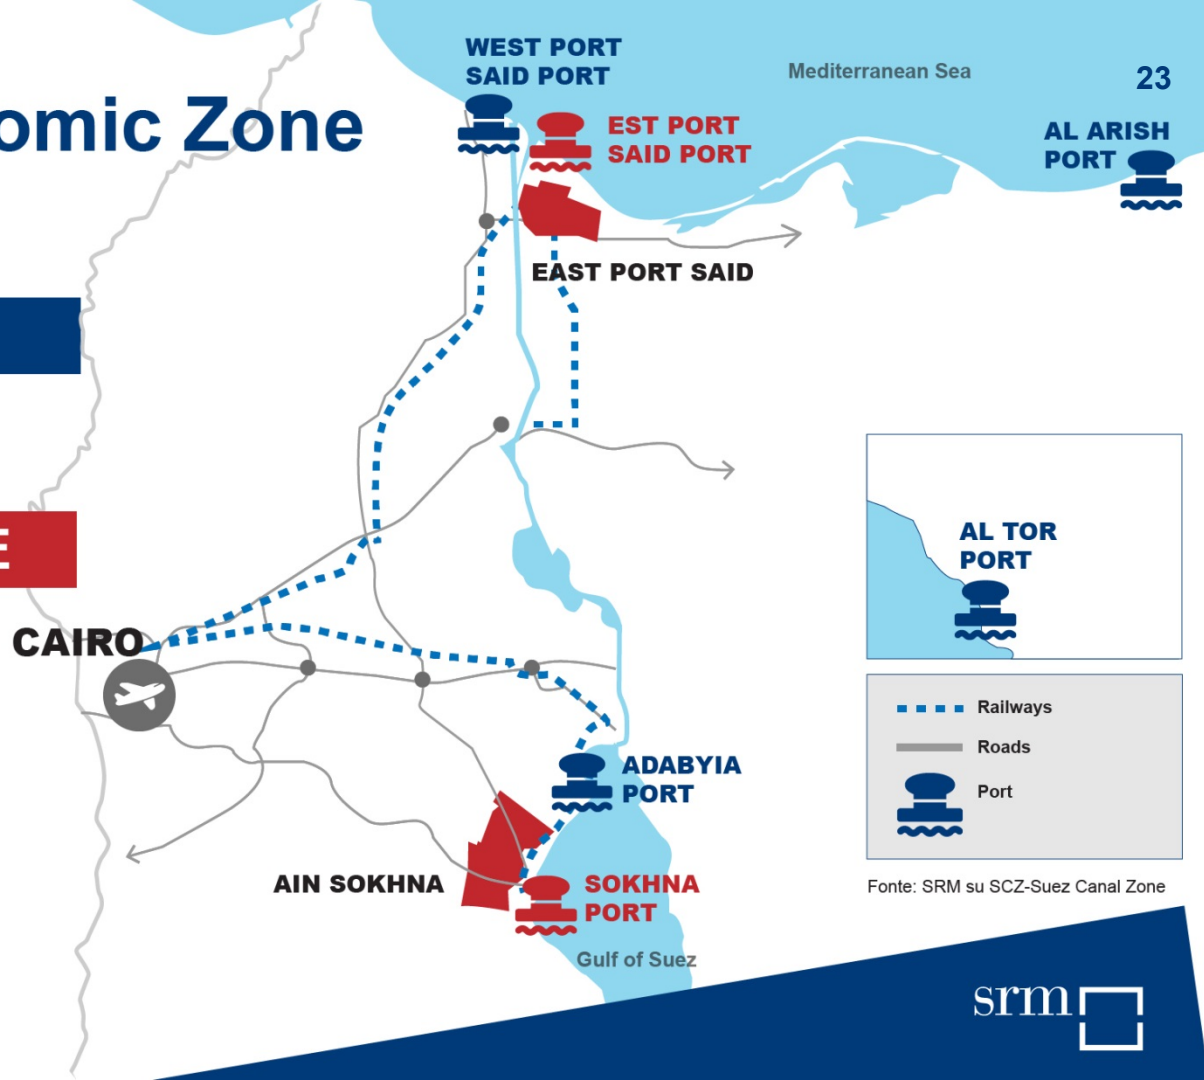 WEST PORT
SAID PORT
Mediterranean Sea
23
omic Zone
EST PORT
SAID PORT
AL ARISH
PORT
EAST PORT SAID
AL TOR
PORT
E
CAIRO
Railways
Roads
Port
ADABYIA
PORT
AIN SOKHNA
SOKHNA
PORT
Fonte: SRM su SCZ-Suez Canal Zone
Gulf of Suez
srm